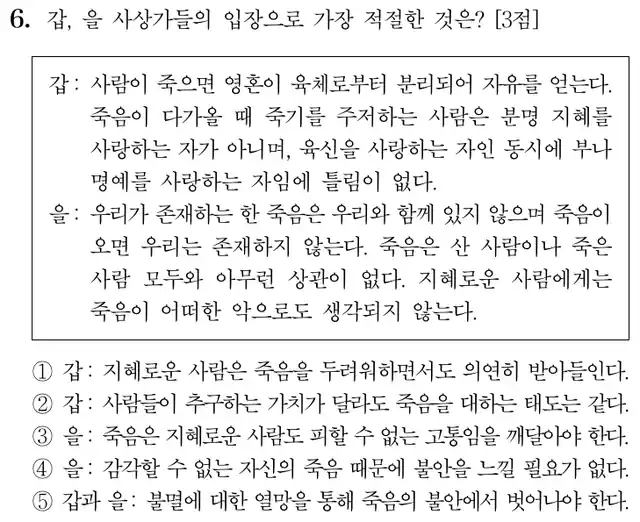 6. 갑, 을 사상가들의 입장으로 가장 적절한 것은? [3점]
갑: 사람이 죽으면 영혼이 육체로부터 분리되어 자유를 얻는다.
죽음이 다가올 때 죽기를 주저하는 사람은 분명 지혜를
사랑하는 자가 아니며, 육신을 사랑하는 자인 동시에 부나
명예를 사랑하는 자임에 틀림이 없다.
을: 우리가 존재하는 한 죽음은 우리와 함께 있지 않으며 죽음이
오면 우리는 존재하지 않는다. 죽음은 산 사람이나 죽은
사람 모두와 아무런 상관이 없다. 지혜로운 사람에게는
죽음이 어떠한 악으로도 생각되지 않는다.
① 갑: 지혜로운 사람은 죽음을 두려워하면서도 의연히 받아들인다.
② 갑: 사람들이 추구하는 가치가 달라도 죽음을 대하는 태도는 같다.
③ 을: 죽음은 지혜로운 사람도 피할 수 없는 고통임을 깨달아야 한다.
④ 을: 감각할 수 없는 자신의 죽음 때문에 불안을 느낄 필요가 없다.
⑤ 갑과 을: 불멸에 대한 열망을 통해 죽음의 불안에서 벗어나야 한다.